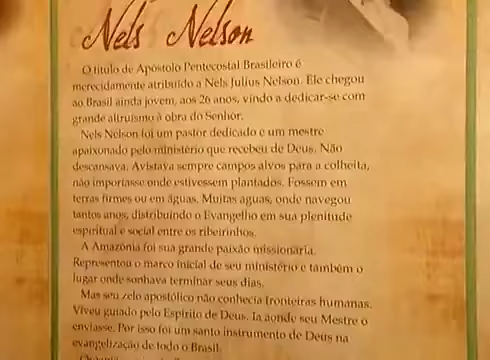 Nels Nelson
O título de Apóstolo Pentecostal Brasileiro é
merecidamente atribuído a Nels Julius Nelson. Ele chegou
ao Brasil ainda jovem, aos 26 anos, vindo a dedicar-se com
grande altruísmo à obra do Senhor.
Nels Nelson foi um pastor dedicado e um mestre
apaixonado pelo ministério que recebeu de Deus. Não
descansava. Avistava sempre campos alvos para a colheita,
não importasse onde estivessem plantados. Fossem em
terras firmes ou em águas. Muitas águas, onde navegou
tantos anos, distribuindo o Evangelho em sua plenitude
espiritual e social entre os ribeirinhos.
A Amazônia foi sua grande paixão missionária.
Representou o marco inicial de seu ministério e também o
lugar onde sonhava terminar seus dias.
Mas seu zelo apostólico não conhecia fronteiras humanas.
Viveu guiado pelo Espírito de Deus. Ia aonde seu Mestre o
enviasse. Por isso foi um santo instrumento de Deus na
evangelização de todo o Brasil.